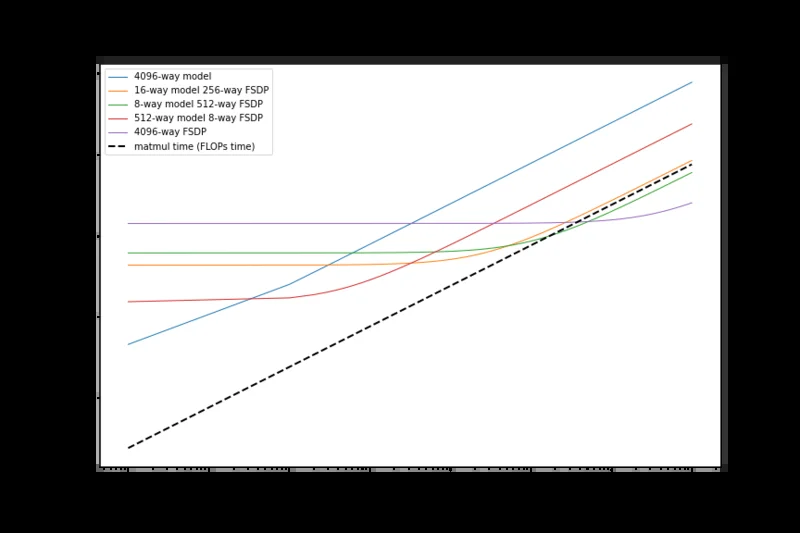 4096-way model
16-way model 256-way FSDP
8-way model 512-way FSDP
512-way model 8-way FSDP
4096-way FSDP
matmul time (FLOPs time)